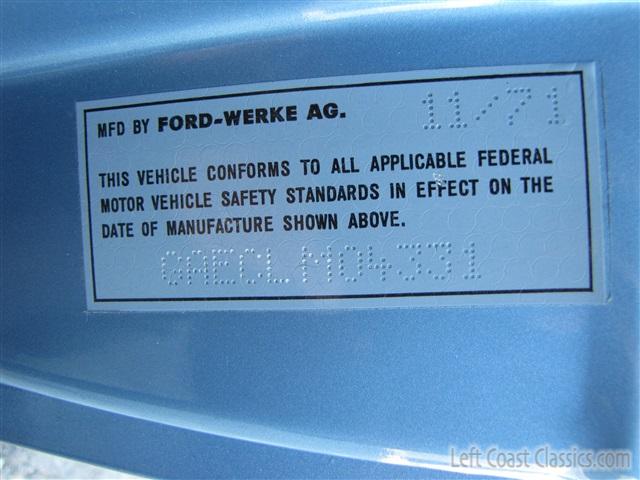 MFD BY FORD-WERKE AG. 11/71
THIS VEHICLE CONFORMS TO ALL APPLICABLE FEDERAL
MOTOR VEHICLE SAFETY STANDARDS IN EFFECT ON THE
DATE OF MANUFACTURE SHOWN ABOVE.
GAECLM04331
Left Coast Classics.com